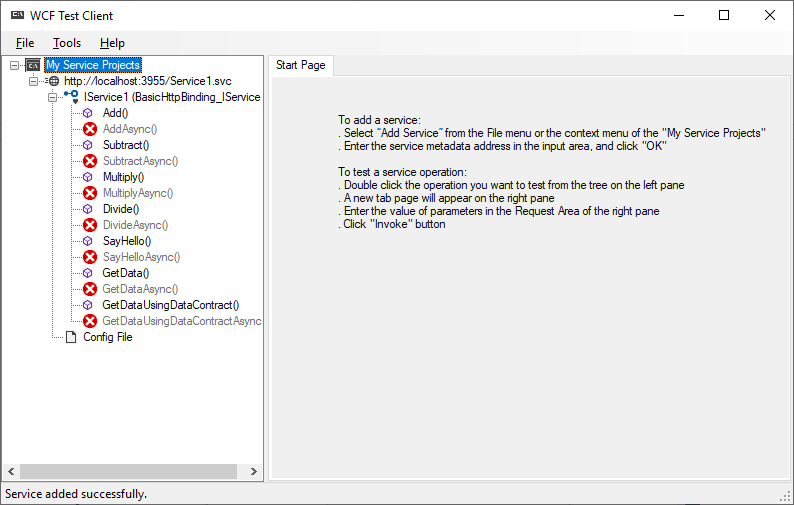 WCF Test Client
File Tools Help
My Service Projects
http://localhost:3955/Service1.svc
IService1 (BasicHttpBinding_IService
Add()
AddAsync()
Subtract()
SubtractAsync()
Multiply()
MultiplyAsync()
Divide()
DivideAsync()
SayHello()
SayHelloAsync()
GetData()
GetDataAsync()
GetDataUsingDataContract()
GetDataUsingDataContractAsync
Config File
Start Page
To add a service:
. Select "Add Service" from the File menu or the context menu of the "My Service Projects"
. Enter the service metadata address in the input area, and click "OK"
To test a service operation:
. Double click the operation you want to test from the tree on the left pane
. A new tab page will appear on the right pane
. Enter the value of parameters in the Request Area of the right pane
. Click "Invoke" button
Service added successfully.